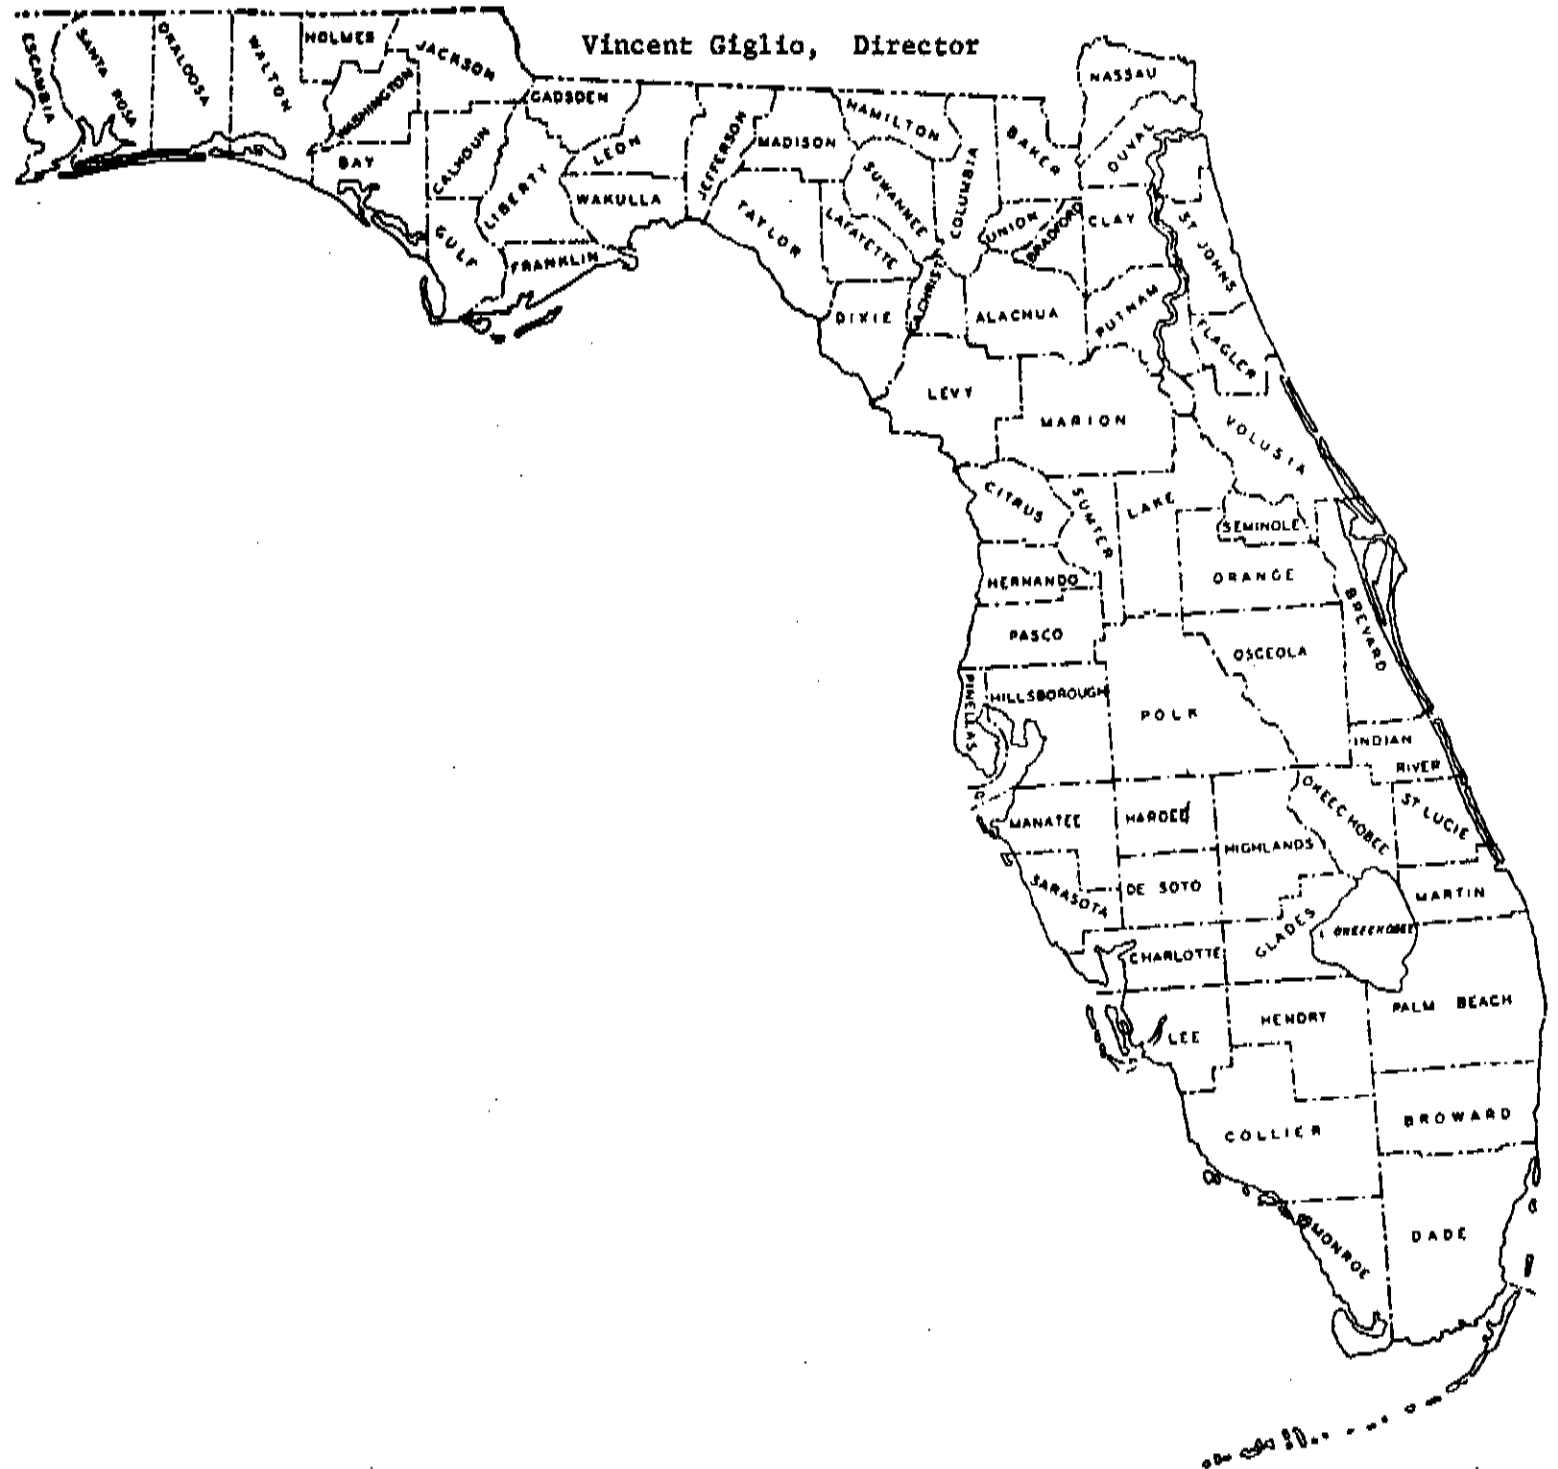 Vincent Giglio, Director
ESCAMBIA
SANTA ROSA
OKALOOSA
WALTON
HOLMES
JACKSON
WASHINGTON
BAY
GADSDEN
CALHOUN
LIBERTY
LEON
WAKULLA
GULF
FRANKLIN
JEFFERSON
MADISON
TAYLOR
HAMILTON
SUWANNEE
LAFAYETTE
COLUMBIA
BAKER
NASSAU
DUVAL
UNION
BRADFORD
CLAY
ST JOHNS
DIXIE
GILCHRIST
ALACHUA
PUTNAM
FLAGLER
LEVY
MARION
VOLUSIA
CITRUS
SUMTER
LAKE
SEMINOLE
HERNANDO
ORANGE
BREVARD
PASCO
OSCEOLA
PINELLAS
HILLSBOROUGH
POLK
INDIAN
RIVER
MANATEE
HARDEE
HIGHLANDS
OKEECHOBEE
ST LUCIE
SARASOTA
DE SOTO
MARTIN
CHARLOTTE
GLADES
OKEECHOBEE
LEE
HENDRY
PALM BEACH
COLLIER
BROWARD
MONROE
DADE